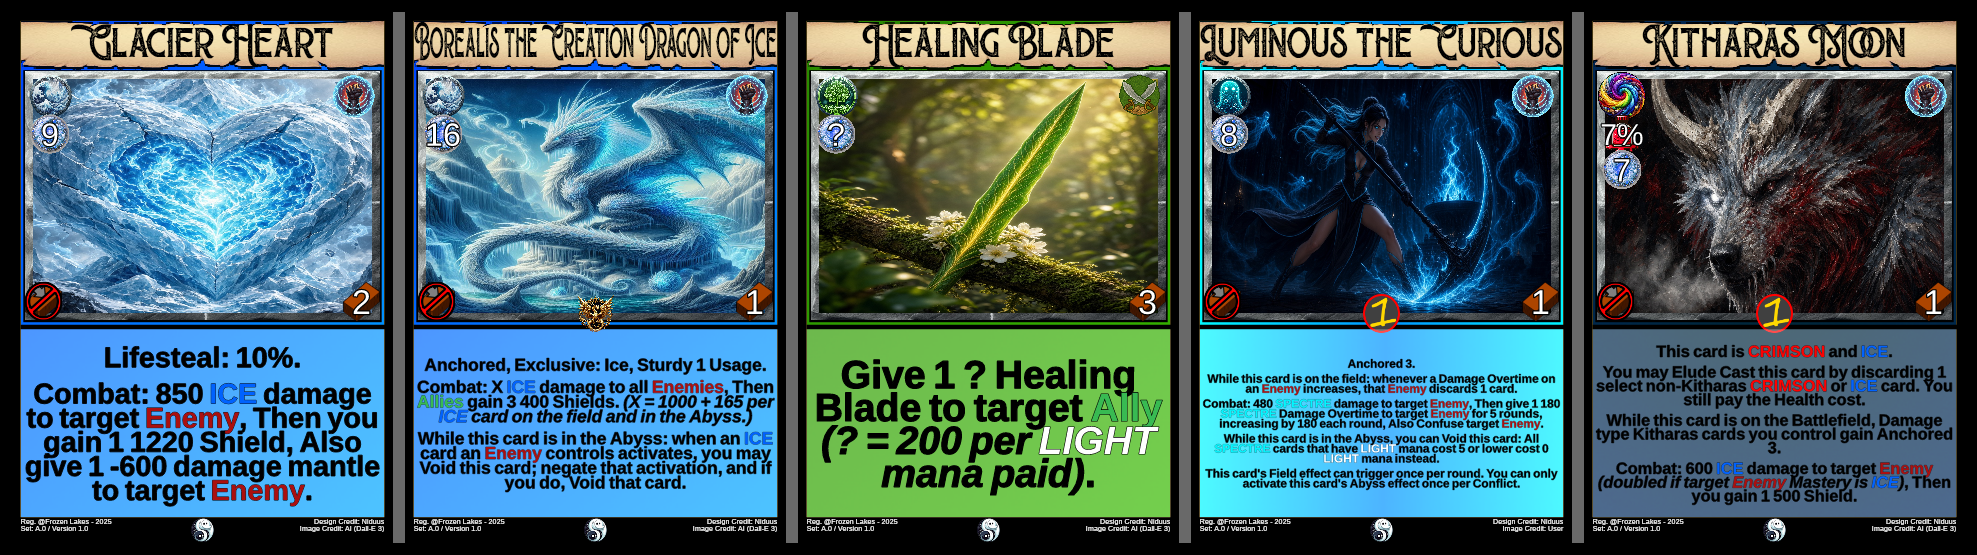 Glacier Heart
9
2
Lifesteal: 10%.
Combat: 850 ICE damage
to target Enemy, Then you
gain 1 1220 Shield, Also
give 1 -600 damage mantle
to target Enemy.
Reg. @Frozen Lakes - 2025
Set: A.0 / Version 1.0
Design Credit: Niduus
Image Credit: AI (Dall-E 3)
Borealis the Creation Dragon of Ice
16
1
Anchored, Exclusive: Ice, Sturdy 1 Usage.
Combat: X ICE damage to all Enemies, Then
Allies gain 3 400 Shields. (X = 1000 + 165 per
ICE card on the field and in the Abyss.)
While this card is in the Abyss: when an ICE
card an Enemy controls activates, you may
Void this card; negate that activation, and if
you do, Void that card.
Reg. @Frozen Lakes - 2025
Set: A.0 / Version 1.0
Design Credit: Niduus
Image Credit: AI (Dall-E 3)
Healing Blade
?
3
Give 1 ? Healing
Blade to target Ally
(? = 200 per LIGHT
mana paid).
Reg. @Frozen Lakes - 2025
Set: A.0 / Version 1.0
Design Credit: Niduus
Image Credit: AI (Dall-E 3)
Luminous the Curious
8
1
1
Anchored 3.
While this card is on the field: whenever a Damage Overtime on
an Enemy increases, that Enemy discards 1 card.
Combat: 480 SPECTRE damage to target Enemy, Then give 1 180
SPECTRE Damage Overtime to target Enemy for 5 rounds,
increasing by 180 each round, Also Confuse target Enemy.
While this card is in the Abyss, you can Void this card: All
SPECTRE cards that have LIGHT mana cost 5 or lower cost 0
LIGHT mana instead.
This card's Field effect can trigger once per round. You can only
activate this card's Abyss effect once per Conflict.
Reg. @Frozen Lakes - 2025
Set: A.0 / Version 1.0
Design Credit: Niduus
Image Credit: User
Kitharas Moon
7%
7
1
1
This card is CRIMSON and ICE.
You may Elude Cast this card by discarding 1
select non-Kitharas CRIMSON or ICE card. You
still pay the Health cost.
While this card is on the Battlefield, Damage
type Kitharas cards you control gain Anchored
3.
Combat: 600 ICE damage to target Enemy
(doubled if target Enemy Mastery is ICE), Then
you gain 1 500 Shield.
Reg. @Frozen Lakes - 2025
Set: A.0 / Version 1.0
Design Credit: Niduus
Image Credit: AI (Dall-E 3)